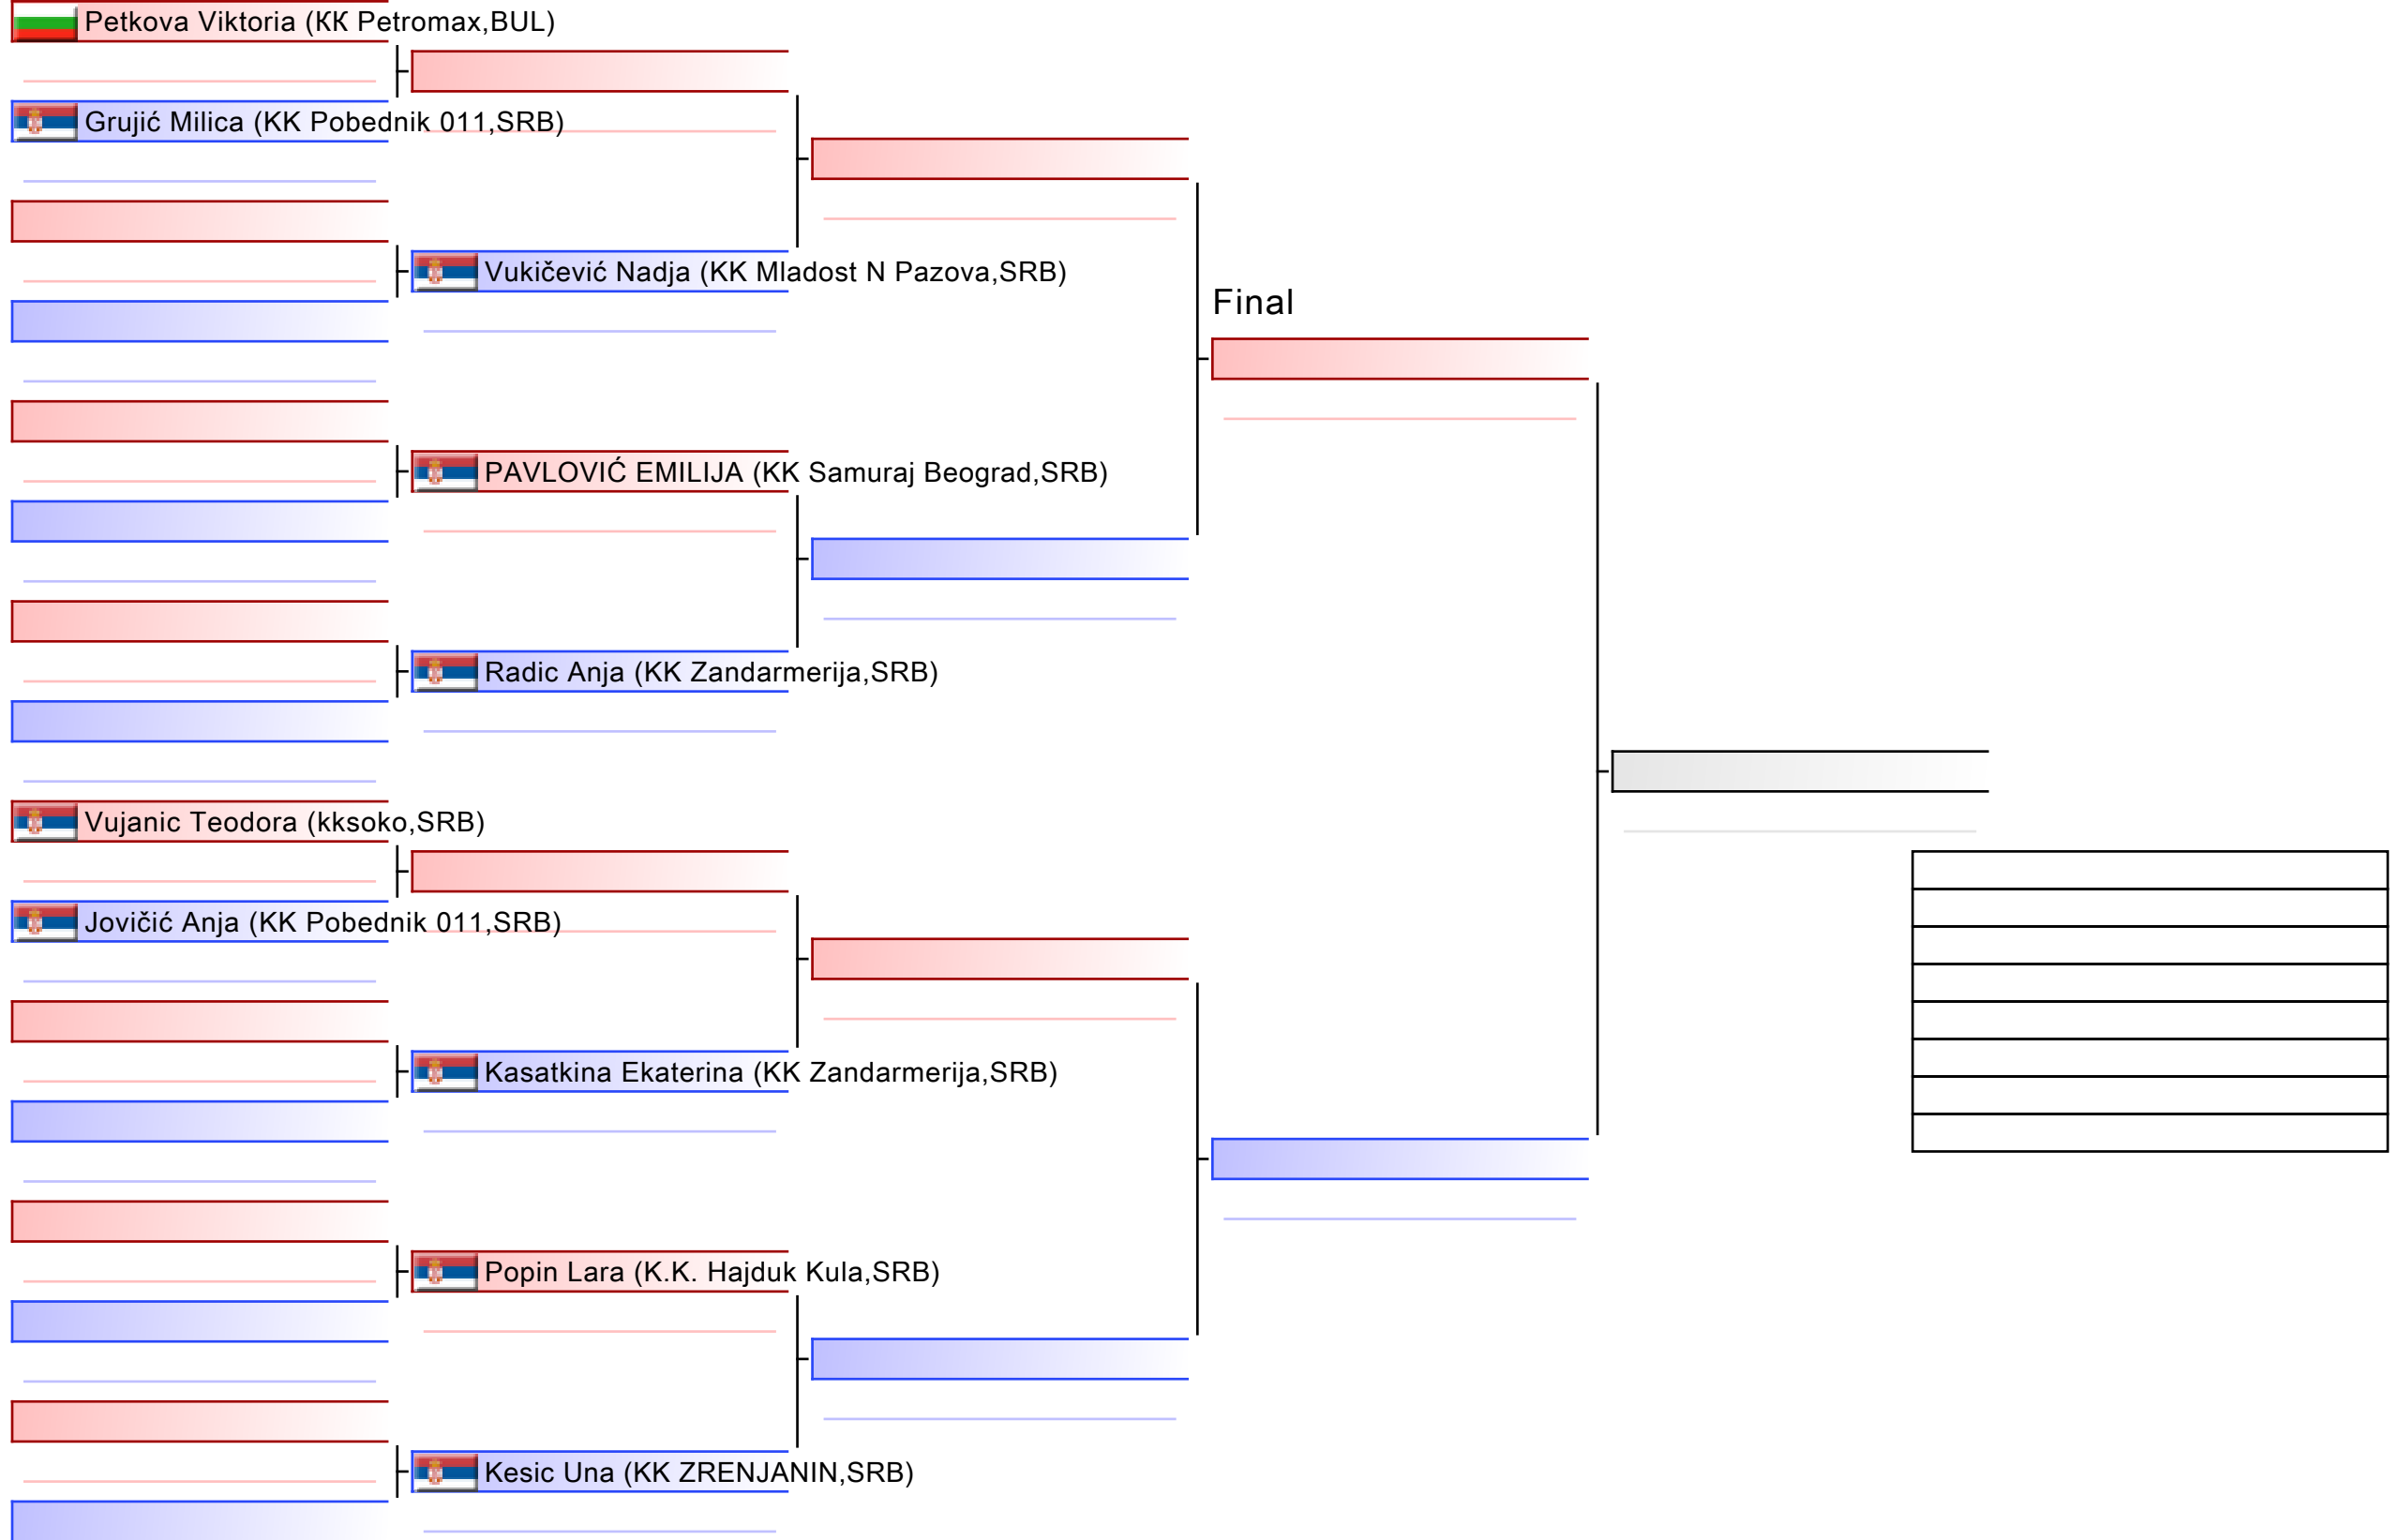 Petkova Viktoria (КК Petromax,BUL)
Grujić Milica (KK Pobednik 011,SRB)
Vukičević Nadja (KK Mladost N Pazova,SRB)
Final
PAVLOVIĆ EMILIJA (KK Samuraj Beograd,SRB)
Radic Anja (KK Zandarmerija,SRB)
Vujanic Teodora (kksoko,SRB)
Jovičić Anja (KK Pobednik 011,SRB)
Kasatkina Ekaterina (KK Zandarmerija,SRB)
Popin Lara (K.K. Hajduk Kula,SRB)
Kesic Una (KK ZRENJANIN,SRB)